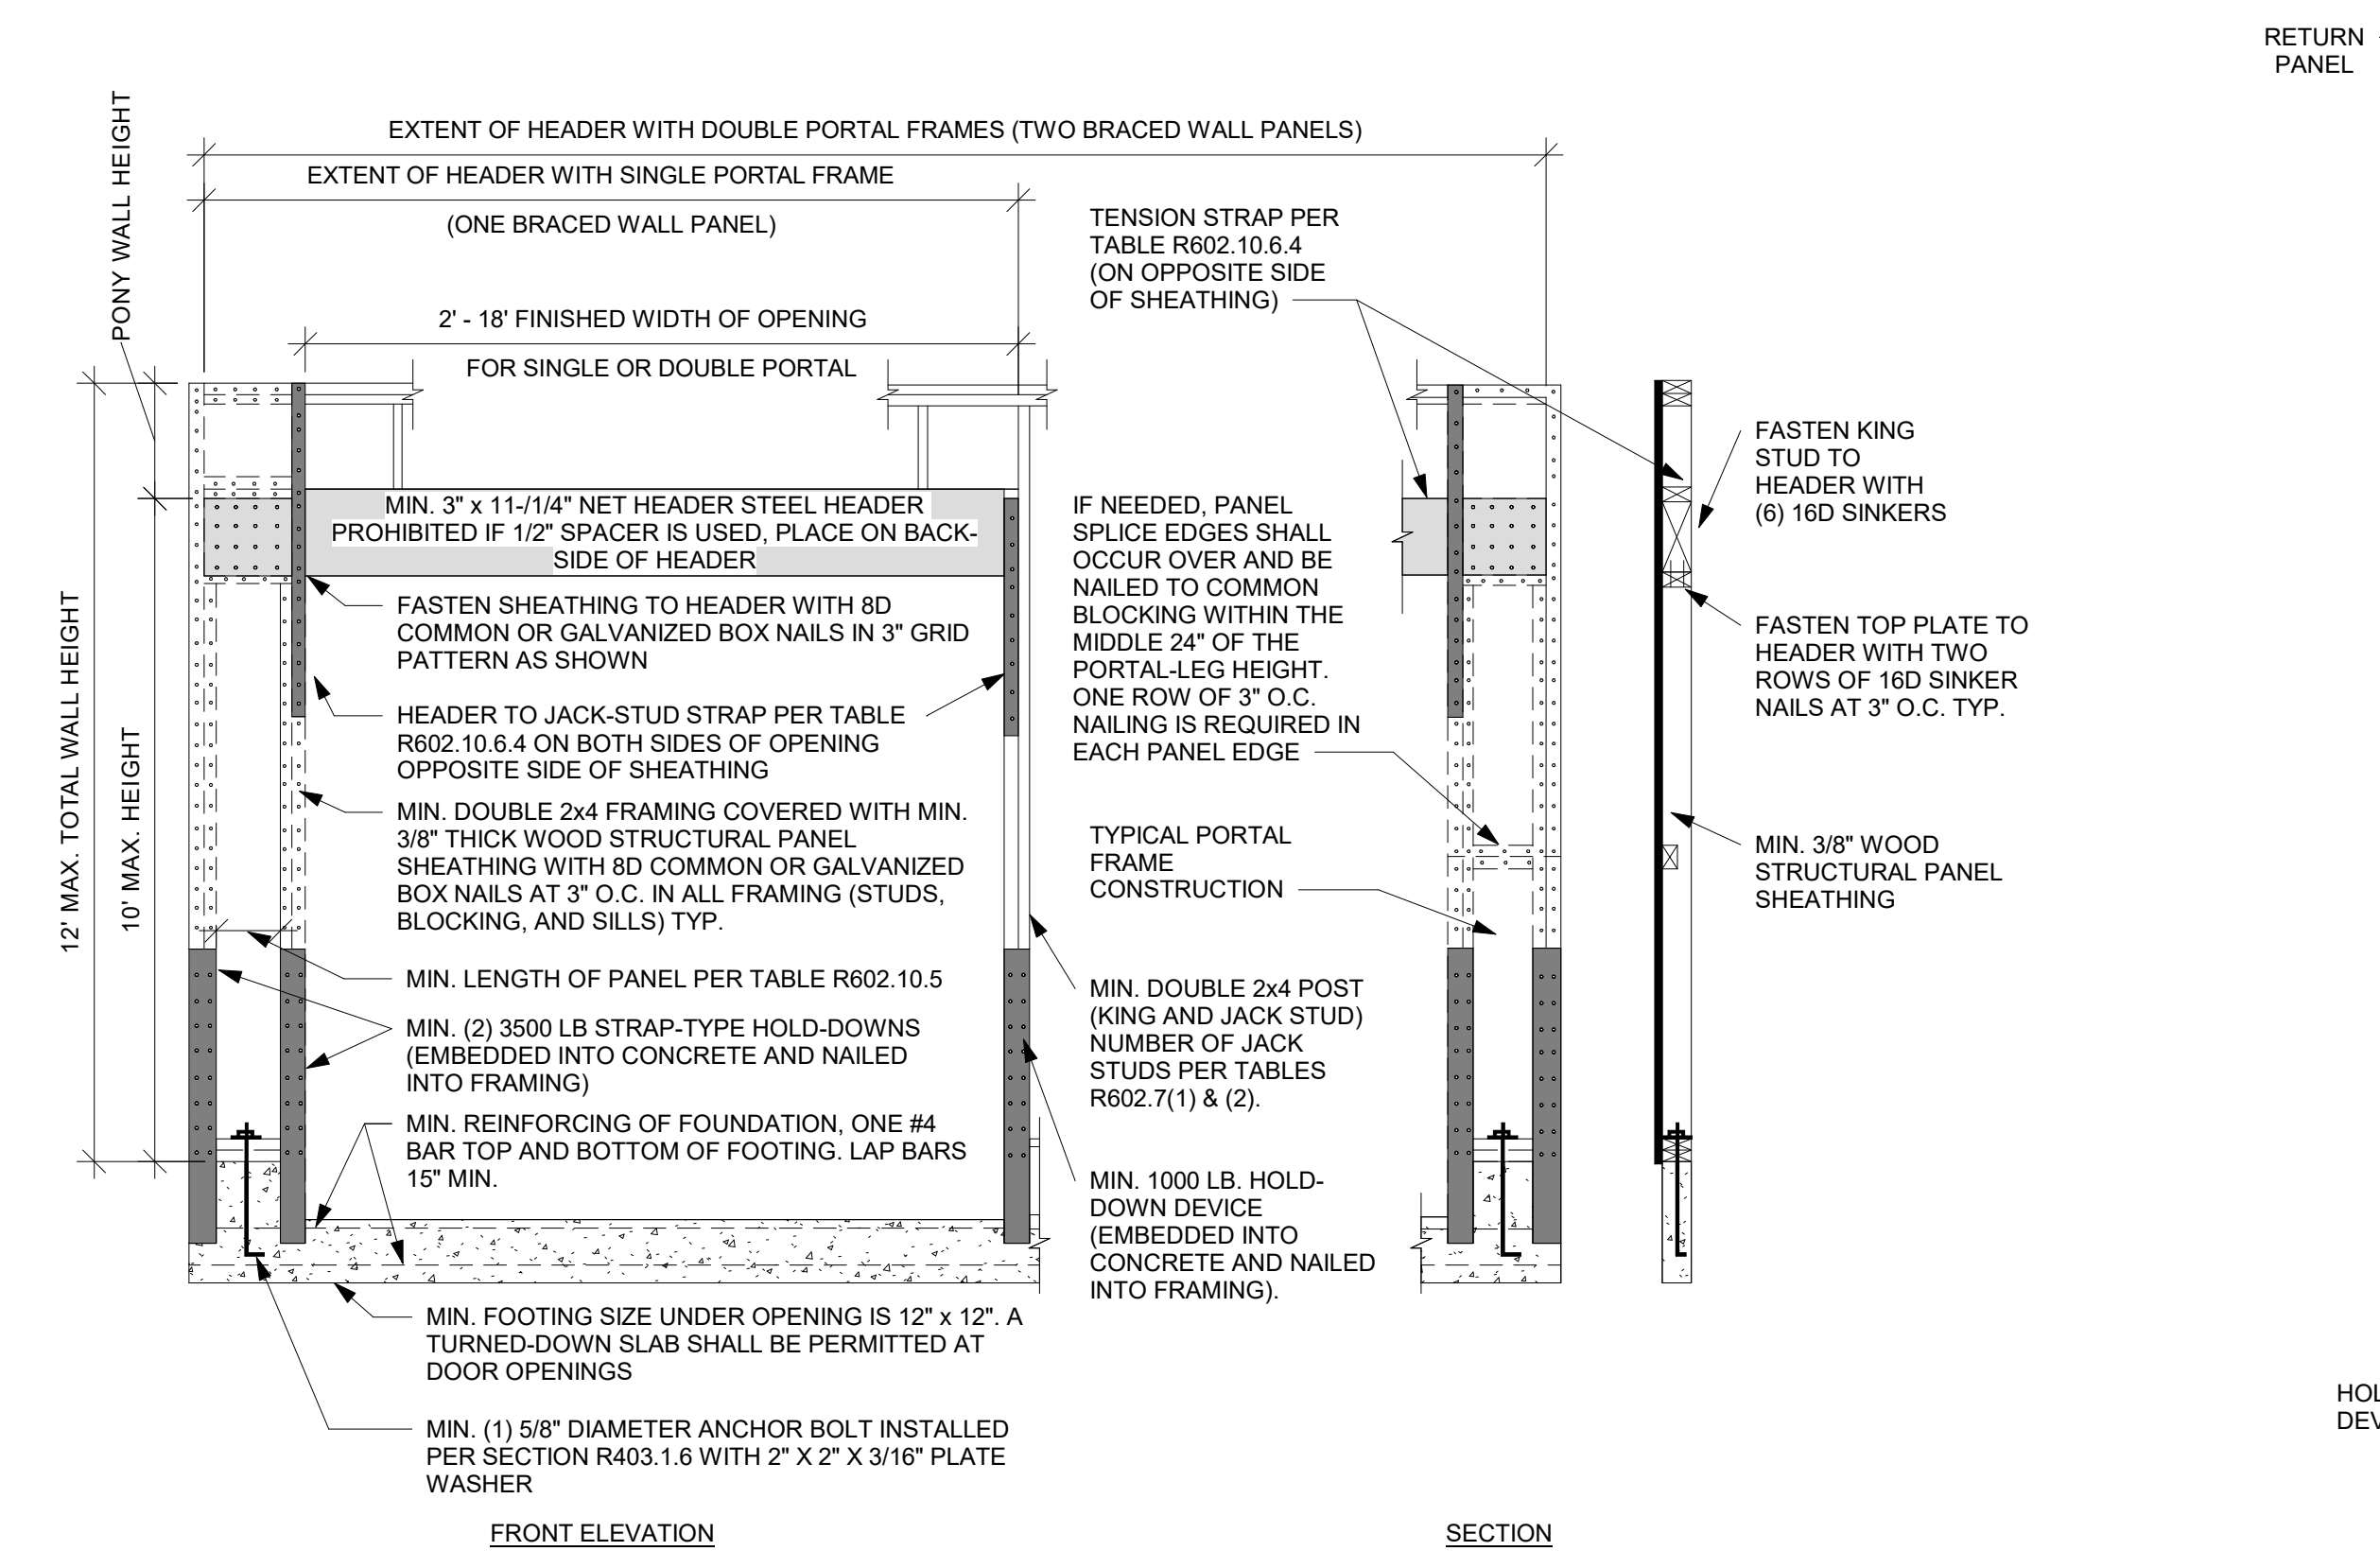 RETURN
PANEL
PONY WALL HEIGHT
EXTENT OF HEADER WITH DOUBLE PORTAL FRAMES (TWO BRACED WALL PANELS)
EXTENT OF HEADER WITH SINGLE PORTAL FRAME
(ONE BRACED WALL PANEL)
2' - 18' FINISHED WIDTH OF OPENING
FOR SINGLE OR DOUBLE PORTAL
TENSION STRAP PER
TABLE R602.10.6.4
(ON OPPOSITE SIDE
OF SHEATHING)
12' MAX. TOTAL WALL HEIGHT
10' MAX. HEIGHT
MIN. 3" x 11-/1/4" NET HEADER STEEL HEADER
PROHIBITED IF 1/2" SPACER IS USED, PLACE ON BACK-
SIDE OF HEADER
FASTEN SHEATHING TO HEADER WITH 8D
COMMON OR GALVANIZED BOX NAILS IN 3" GRID
PATTERN AS SHOWN
HEADER TO JACK-STUD STRAP PER TABLE
R602.10.6.4 ON BOTH SIDES OF OPENING
OPPOSITE SIDE OF SHEATHING
MIN. DOUBLE 2x4 FRAMING COVERED WITH MIN.
3/8" THICK WOOD STRUCTURAL PANEL
SHEATHING WITH 8D COMMON OR GALVANIZED
BOX NAILS AT 3" O.C. IN ALL FRAMING (STUDS,
BLOCKING, AND SILLS) TYP.
MIN. LENGTH OF PANEL PER TABLE R602.10.5
MIN. (2) 3500 LB STRAP-TYPE HOLD-DOWNS
(EMBEDDED INTO CONCRETE AND NAILED
INTO FRAMING)
MIN. REINFORCING OF FOUNDATION, ONE #4
BAR TOP AND BOTTOM OF FOOTING. LAP BARS
15" MIN.
MIN. FOOTING SIZE UNDER OPENING IS 12" x 12". A
TURNED-DOWN SLAB SHALL BE PERMITTED AT
DOOR OPENINGS
MIN. (1) 5/8" DIAMETER ANCHOR BOLT INSTALLED
PER SECTION R403.1.6 WITH 2" X 2" X 3/16" PLATE
WASHER
FRONT ELEVATION
IF NEEDED, PANEL
SPLICE EDGES SHALL
OCCUR OVER AND BE
NAILED TO COMMON
BLOCKING WITHIN THE
MIDDLE 24" OF THE
PORTAL-LEG HEIGHT.
ONE ROW OF 3" O.C.
NAILING IS REQUIRED IN
EACH PANEL EDGE
TYPICAL PORTAL
FRAME
CONSTRUCTION
MIN. DOUBLE 2x4 POST
(KING AND JACK STUD)
NUMBER OF JACK
STUDS PER TABLES
R602.7(1) & (2).
MIN. 1000 LB. HOLD-
DOWN DEVICE
(EMBEDDED INTO
CONCRETE AND NAILED
INTO FRAMING).
FASTEN KING
STUD TO
HEADER WITH
(6) 16D SINKERS
FASTEN TOP PLATE TO
HEADER WITH TWO
ROWS OF 16D SINKER
NAILS AT 3" O.C. TYP.
MIN. 3/8" WOOD
STRUCTURAL PANEL
SHEATHING
SECTION